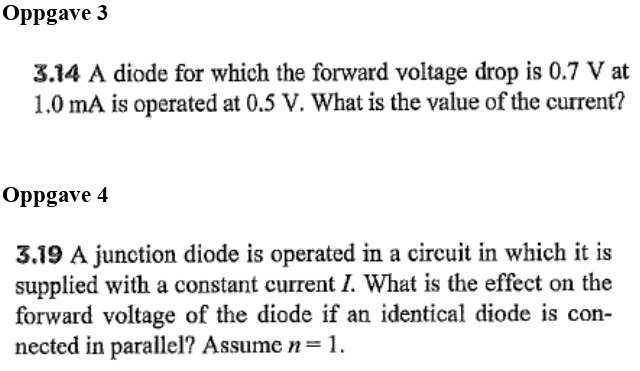 Oppgave 3
3.14 A diode for which the forward voltage drop is 0.7 V at
1.0 mA is operated at 0.5 V. What is the value of the current?
Oppgave 4
3.19 A junction diode is operated in a circuit in which it is
supplied with a constant current I. What is the effect on the
forward voltage of the diode if an identical diode is con-
nected in parallel? Assume n = 1.